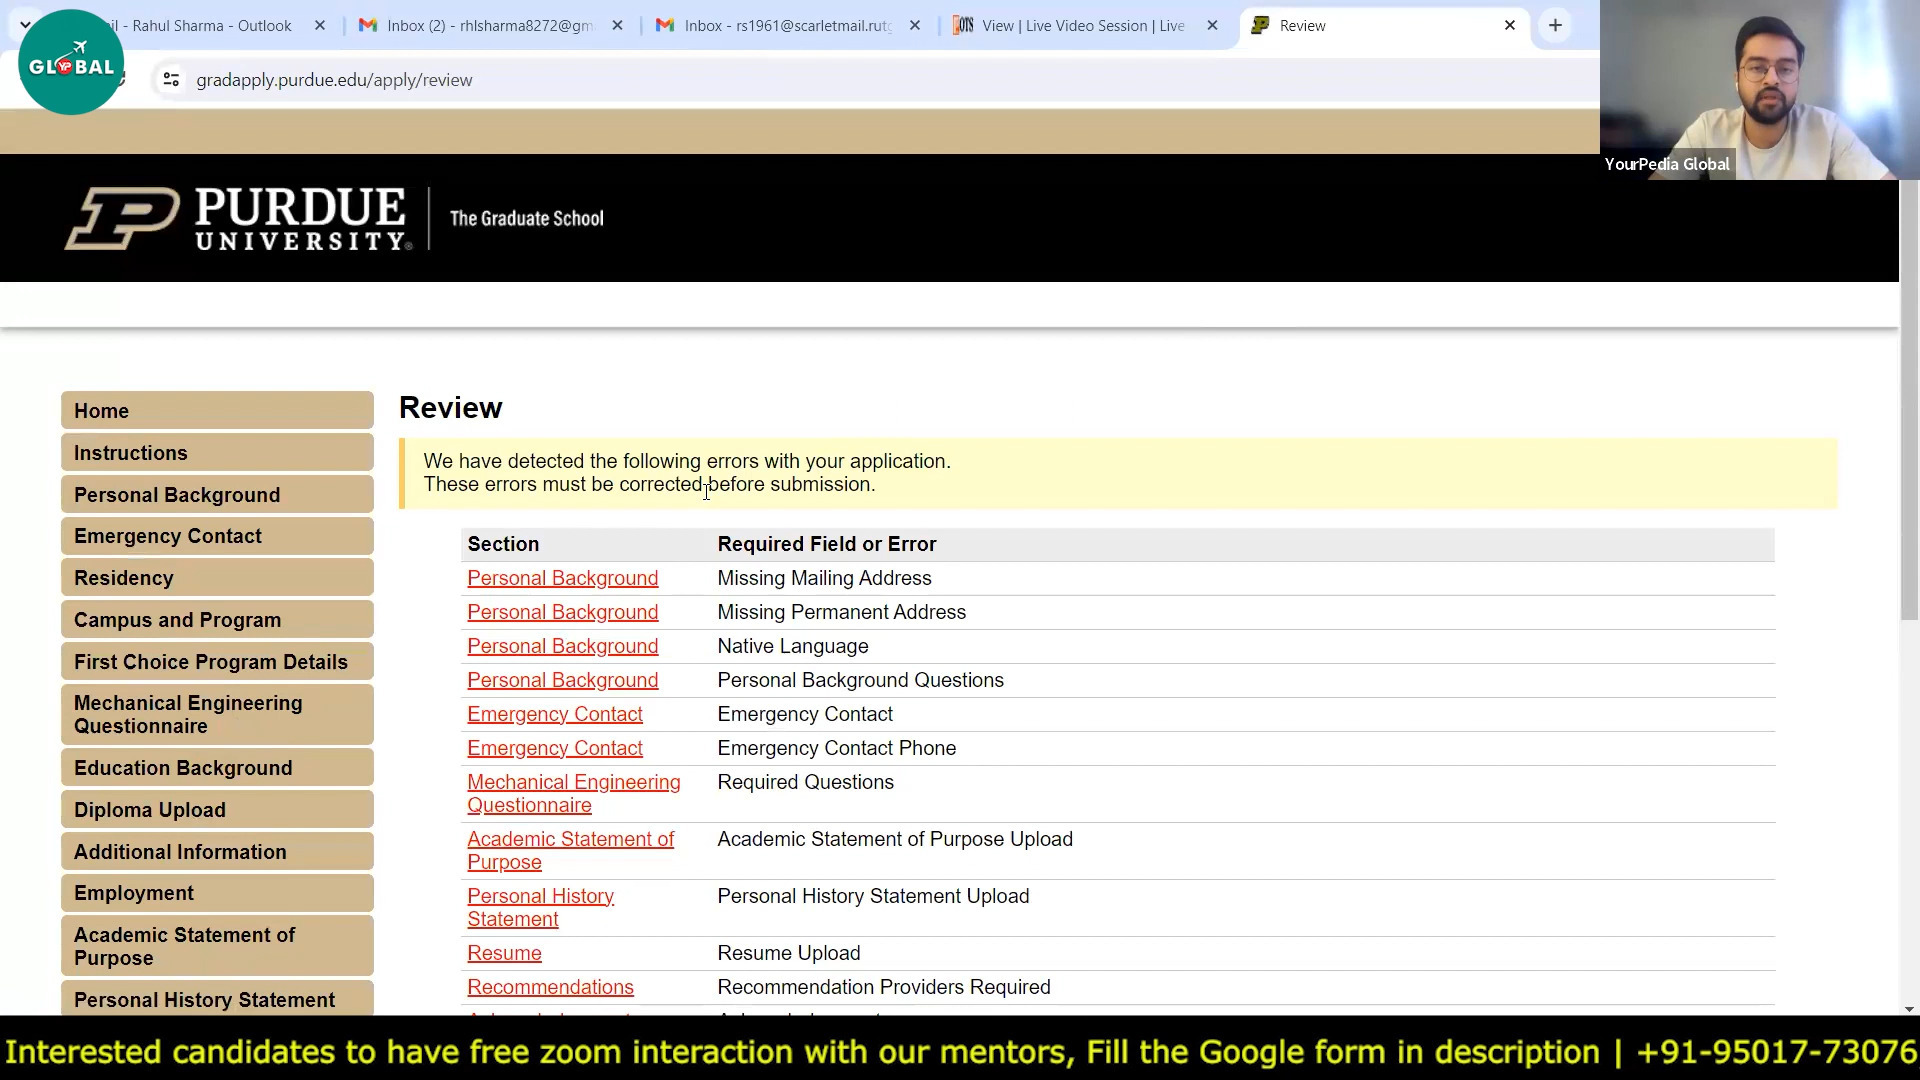 il - Rahul Sharma - Outlook
Inbox (2) - rhlsharma8272@gm
Inbox - rs1961@scarletmail.rutg
View | Live Video Session | Live
Review
GLOBAL
YP
gradapply.purdue.edu/apply/review
YourPedia Global
PURDUE
UNIVERSITY
The Graduate School
Home
Instructions
Personal Background
Emergency Contact
Residency
Campus and Program
First Choice Program Details
Mechanical Engineering
Questionnaire
Education Background
Diploma Upload
Additional Information
Employment
Academic Statement of
Purpose
Personal History Statement
Review
We have detected the following errors with your application.
These errors must be corrected before submission.
Section Required Field or Error
Personal Background Missing Mailing Address
Personal Background Missing Permanent Address
Personal Background Native Language
Personal Background Personal Background Questions
Emergency Contact Emergency Contact
Emergency Contact Emergency Contact Phone
Mechanical Engineering Required Questions
Questionnaire
Academic Statement of Academic Statement of Purpose Upload
Purpose
Personal History Personal History Statement Upload
Statement
Resume Resume Upload
Recommendations Recommendation Providers Required
Interested candidates to have free zoom interaction with our mentors, Fill the Google form in description | +91-95017-73076